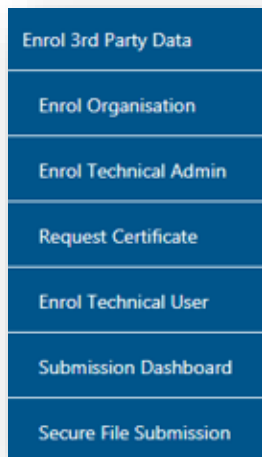 Enrol 3rd Party Data
Enrol Organisation
Enrol Technical Admin
Request Certificate
Enrol Technical User
Submission Dashboard
Secure File Submission